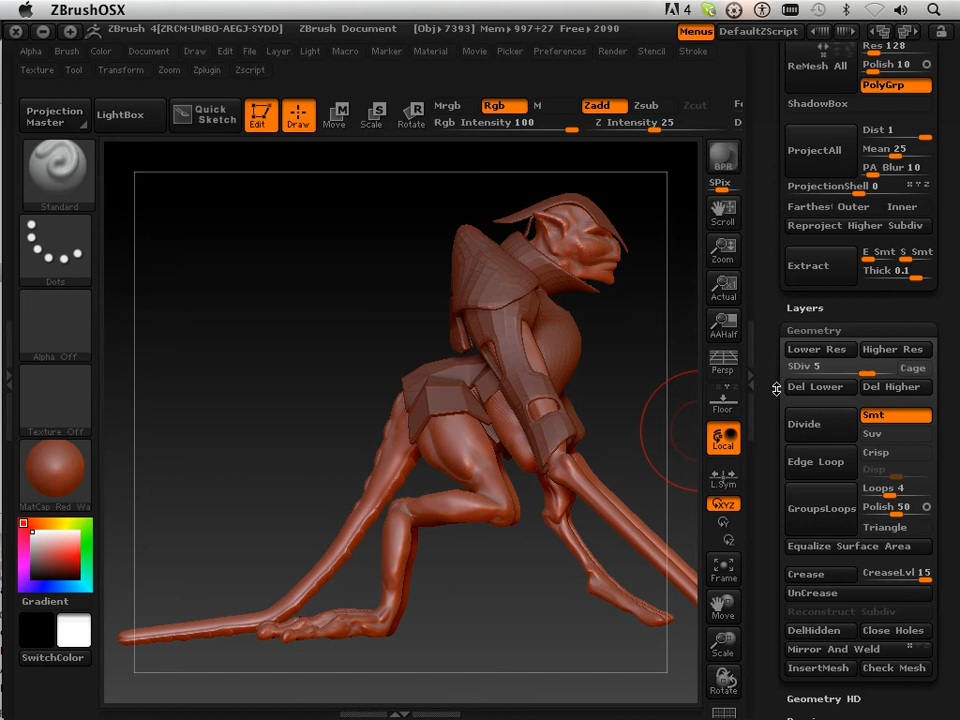 ZBrushOSX
4
ZBrush 4[ZRCM-UMBO-AEGJ-SYDD] ZBrush Document [Obj▸7393] Mem▸997+27 Free▸2090 Menus DefaultZScript
Alpha Brush Color Document Draw Edit File Layer Light Macro Marker Material Movie Picker Preferences Render Stencil Stroke
Texture Tool Transform Zoom Zplugin Zscript
Projection Master
LightBox
Quick Sketch
Edit
Draw
Move
Scale
Rotate
Mrgb Rgb M Zadd Zsub Zcut
Rgb Intensity 100 Z Intensity 25
Standard
Dots
Alpha Off
Texture Off
MatCap Red Wa
Gradient
SwitchColor
BPR
SPix
Scroll
Zoom
Actual
AAHalf
Persp
Floor
Local
L.Sym
XYZ
Frame
Move
Scale
Rotate
Res 128
ReMesh All
Polish 10
PolyGrp
ShadowBox
Dist 1
ProjectAll
Mean 25
PA Blur 10
ProjectionShell 0
Farthest Outer Inner
Reproject Higher Subdiv
E Smt S Smt
Extract
Thick 0.1
Layers
Geometry
Lower Res Higher Res
SDiv 5 Cage
Del Lower Del Higher
Divide
Smt
Suv
Edge Loop
Crisp
Disp
Loops 4
GroupsLoops
Polish 50
Triangle
Equalize Surface Area
Crease CreaseLvl 15
UnCrease
Reconstruct Subdiv
DelHidden Close Holes
Mirror And Weld
InsertMesh Check Mesh
Geometry HD